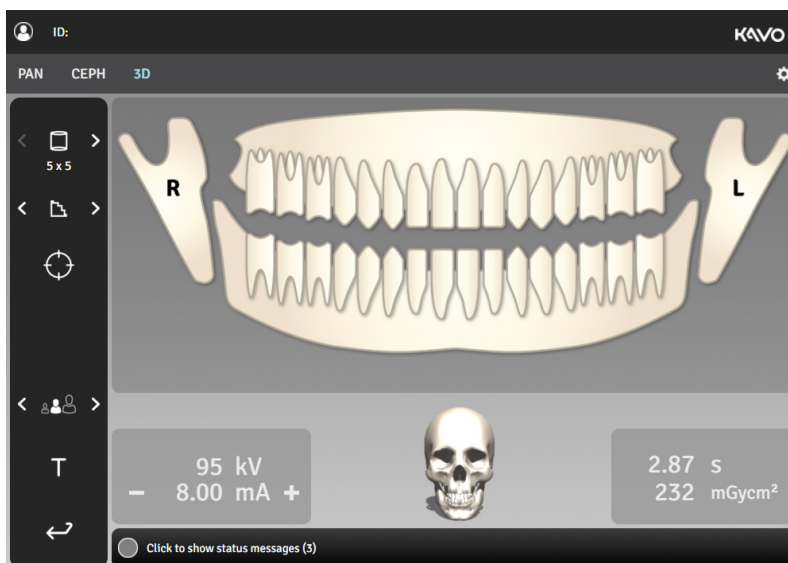 ID:
KAVO
PAN CEPH 3D
5 x 5
R
L
T
95 kV
8.00 mA
2.87 s
232 mGycm²
Click to show status messages (3)